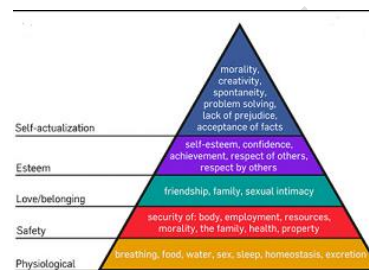 morality,
creativity,
spontaneity,
problem solving,
lack of prejudice,
acceptance of facts
Self-actualization
self-esteem, confidence,
achievement, respect of others,
respect by others
Esteem
friendship, family, sexual intimacy
Love/belonging
security of: body, employment, resources,
morality, the family, health, property
Safety
breathing, food, water, sex, sleep, homeostasis, excretion
Physiological